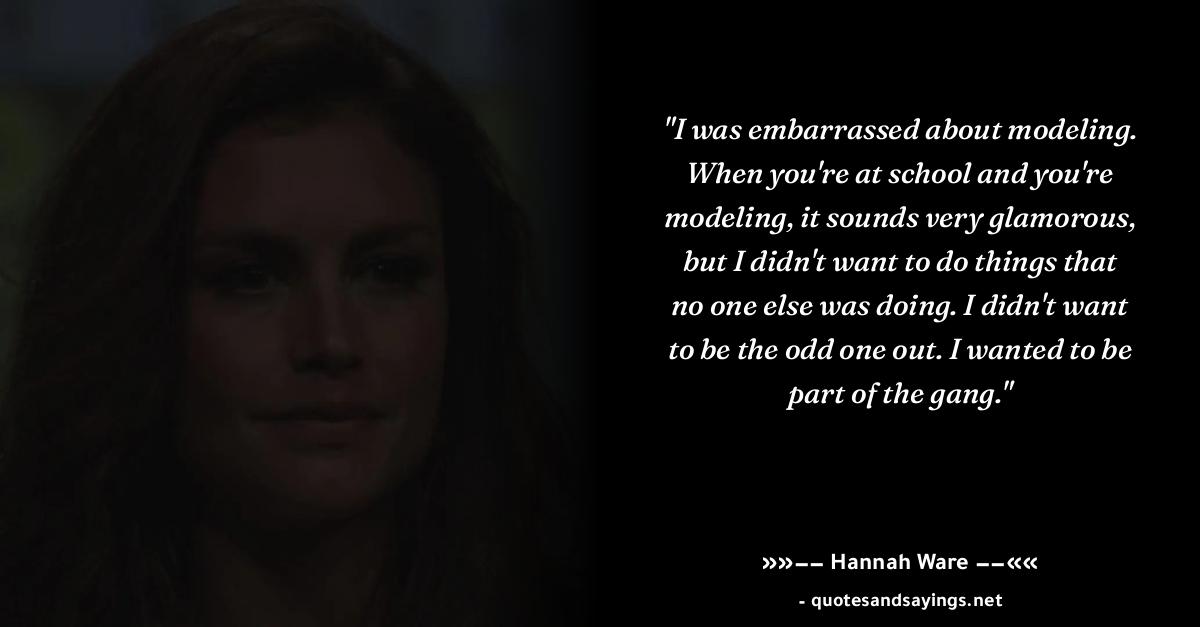 "I was embarrassed about modeling.
When you're at school and you're
modeling, it sounds very glamorous,
but I didn't want to do things that
no one else was doing. I didn't want
to be the odd one out. I wanted to be
part of the gang."
»»−− Hannah Ware −−««
- quotesandsayings.net